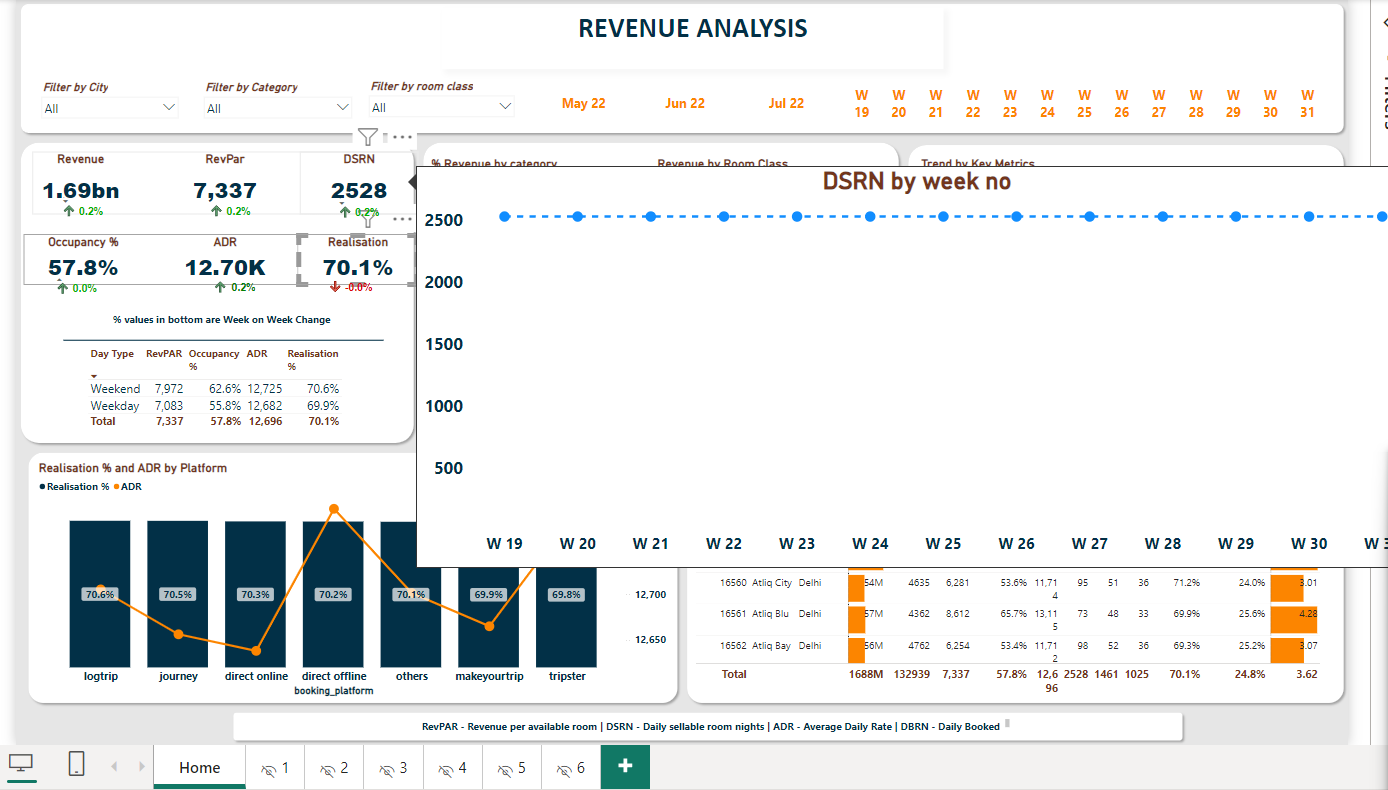 REVENUE ANALYSIS
Filter by City
All
Filter by Category
All
Filter by room class
All
May 22 Jun 22 Jul 22
W 19 W 20 W 21 W 22 W 23 W 24 W 25 W 26 W 27 W 28 W 29 W 30 W 31
Revenue RevPar DSRN
1.69bn 7,337 2528
0.2% 0.2% 0.2%
Occupancy % ADR Realisation
57.8% 12.70K 70.1%
0.0% 0.2% -0.0%
% values in bottom are Week on Week Change
Day Type RevPAR Occupancy % ADR Realisation %
Weekend 7,972 62.6% 12,725 70.6%
Weekday 7,083 55.8% 12,682 69.9%
Total 7,337 57.8% 12,696 70.1%
% Revenue by category
Revenue by Room Class
Trend by Key Metrics
DSRN by week no
2500
2000
1500
1000
500
W 19 W 20 W 21 W 22 W 23 W 24 W 25 W 26 W 27 W 28 W 29 W 30
Realisation % and ADR by Platform
Realisation % ADR
70.6% 70.5% 70.3% 70.2% 70.1% 69.9% 69.8%
12,700
12,650
logtrip journey direct online direct offline others makeyourtrip tripster
booking_platform
16560 Atliq City Delhi 54M 4635 6,281 53.6% 11,714 95 51 36 71.2% 24.0% 3.01
16561 Atliq Blu Delhi 57M 4362 8,612 65.7% 13,115 73 48 33 69.9% 25.6% 4.28
16562 Atliq Bay Delhi 56M 4762 6,254 53.4% 11,712 98 52 36 69.3% 25.2% 3.07
Total 1688M 132939 7,337 57.8% 12,696 2528 1461 1025 70.1% 24.8% 3.62
RevPAR - Revenue per available room | DSRN - Daily sellable room nights | ADR - Average Daily Rate | DBRN - Daily Booked
Home 1 2 3 4 5 6 +